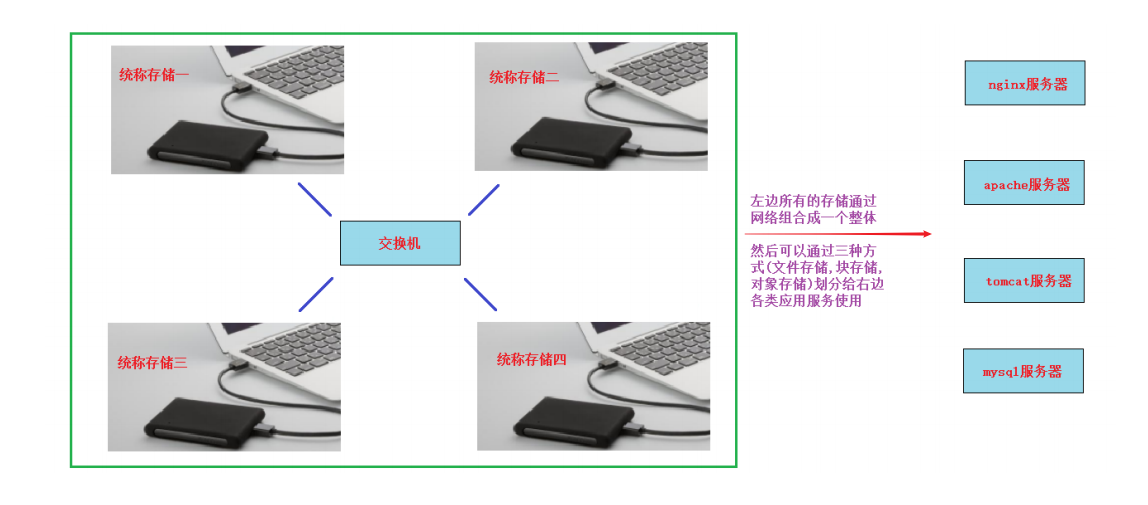 统称存储一
统称存储二
nginx服务器
apache服务器
左边所有的存储通过
网络组合成一个整体
交换机
然后可以通过三种方
式(文件存储,块存储,
对象存储)划分给右边
各类应用服务使用
tomcat服务器
统称存储三
统称存储四
mysql服务器